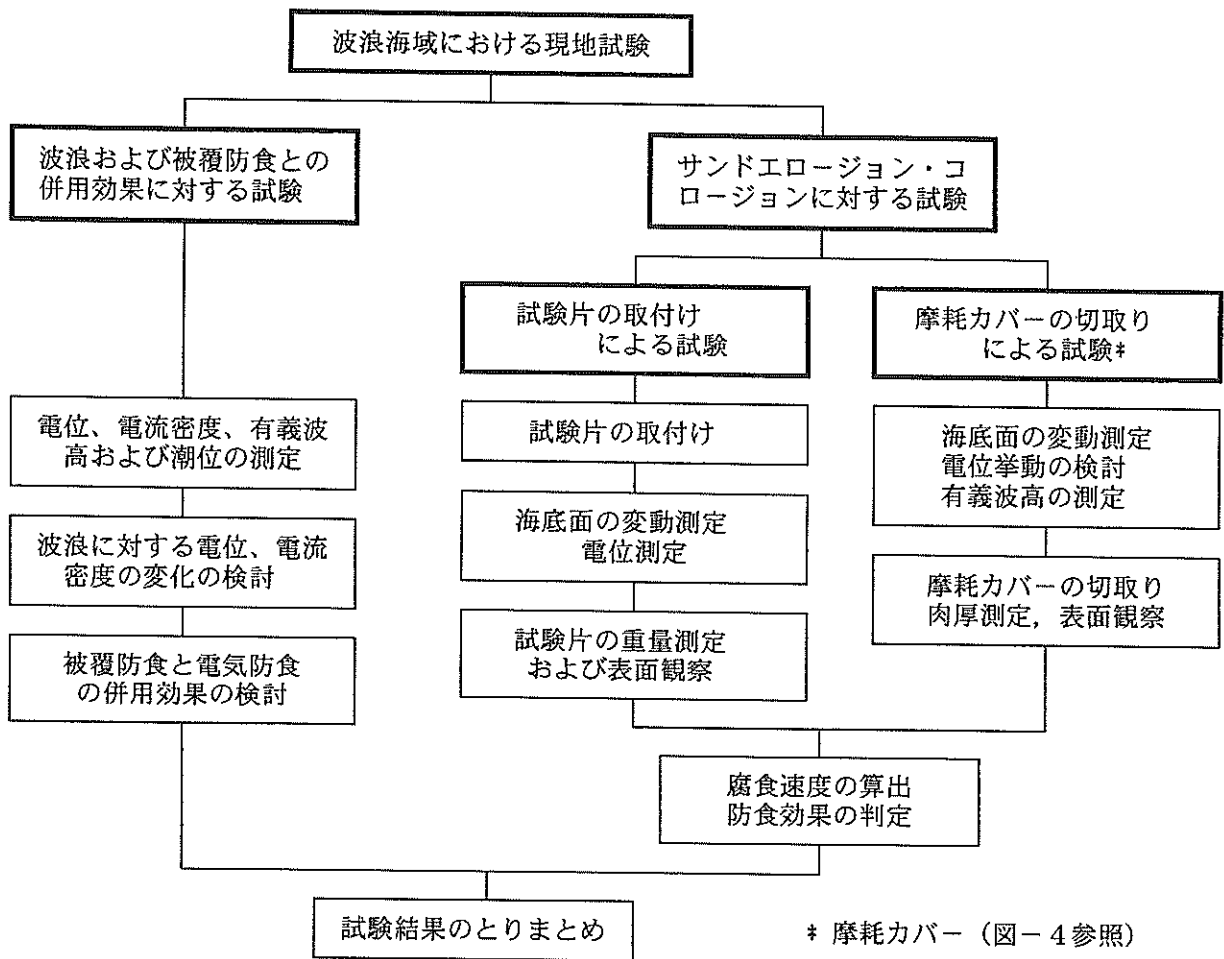 波浪海域における現地試験
波浪および被覆防食との
併用効果に対する試験
サンドエロージョン・コ
ロージョンに対する試験
試験片の取付け
による試験
摩耗カバーの切取り
による試験*
電位、電流密度、有義波
高および潮位の測定
試験片の取付け
海底面の変動測定
電位挙動の検討
有義波高の測定
波浪に対する電位、電流
密度の変化の検討
海底面の変動測定
電位測定
摩耗カバーの切取り
肉厚測定，表面観察
被覆防食と電気防食
の併用効果の検討
試験片の重量測定
および表面観察
腐食速度の算出
防食効果の判定
試験結果のとりまとめ
* 摩耗カバー（図－４参照）